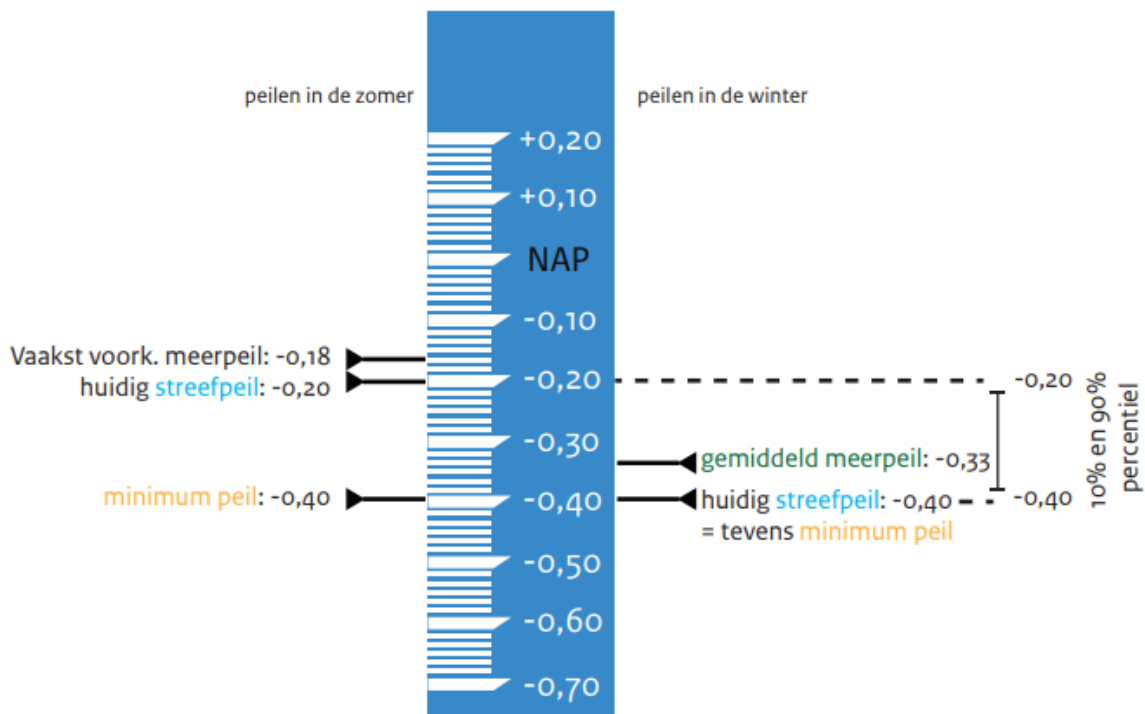 peilen in de zomer
peilen in de winter
+0,20
+0,10
NAP
-0,10
Vaakst voork. meerpeil: -0,18
huidig streefpeil: -0,20
-0,20
-0,20
-0,30
gemiddeld meerpeil: -0,33
minimum peil: -0,40
-0,40
huidig streefpeil: -0,40
= tevens minimum peil
-0,40
10% en 90%
percentiel
-0,50
-0,60
-0,70